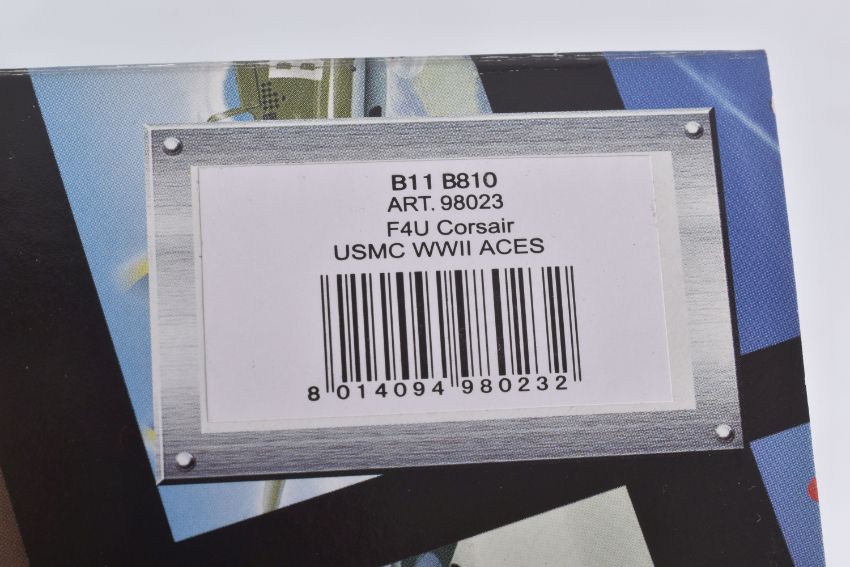 B11 B810
ART. 98023
F4U Corsair
USMC WWII ACES
8 014094 980232